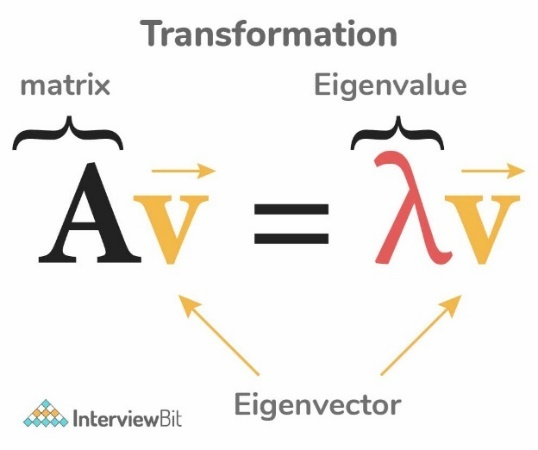 Transformation
matrix Eigenvalue
Av = λv
Eigenvector
InterviewBit